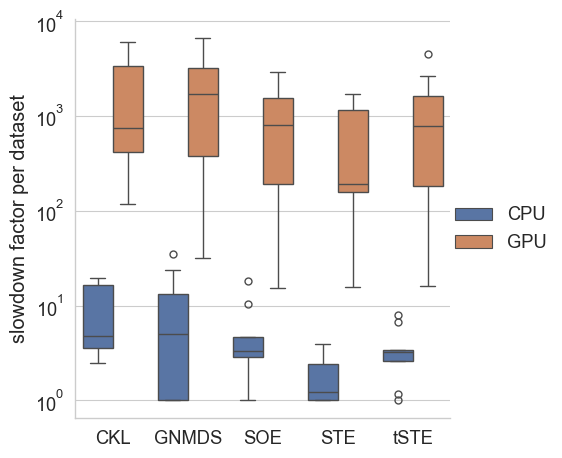 10^4
10^3
10^2
10^1
10^0
slowdown factor per dataset
CKL GNMDS SOE STE tSTE
CPU
GPU